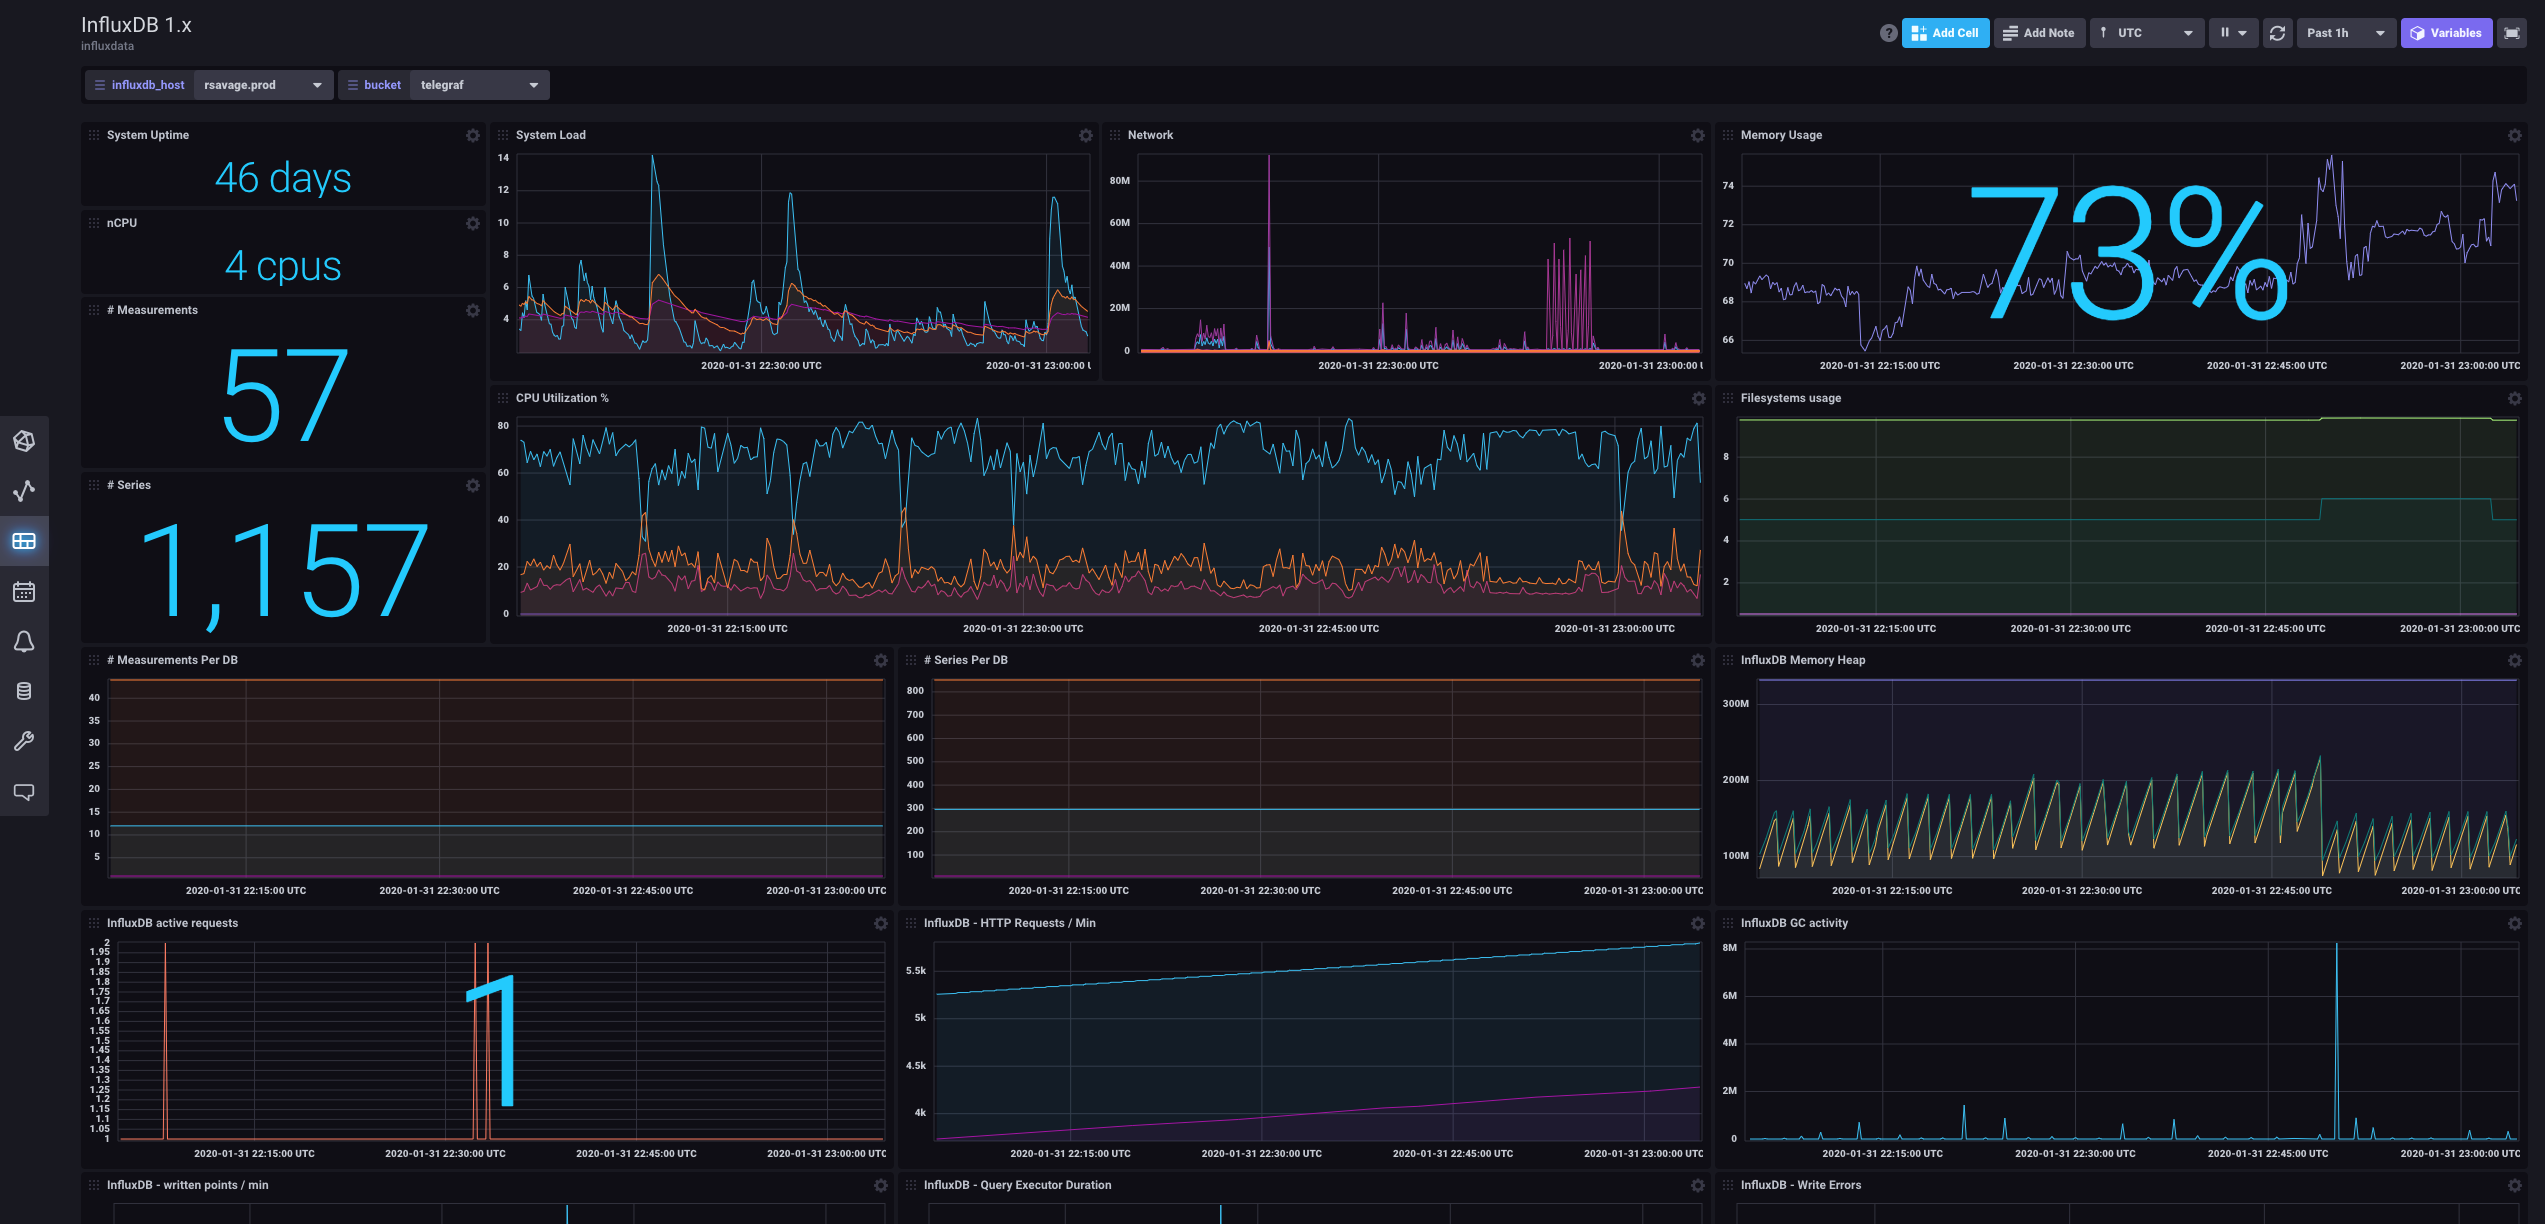 InfluxDB 1.x
influxdata
? Add Cell Add Note UTC Past 1h Variables
influxdb_host rsavage.prod bucket telegraf
System Uptime
46 days
nCPU
4 cpus
# Measurements
57
# Series
1,157
System Load
14
12
10
8
6
4
2020-01-31 22:30:00 UTC 2020-01-31 23:00:00 U
Network
80M
60M
40M
20M
0
2020-01-31 22:30:00 UTC 2020-01-31 23:00:00
Memory Usage
73%
74
72
70
68
66
2020-01-31 22:15:00 UTC 2020-01-31 22:30:00 UTC 2020-01-31 22:45:00 UTC 2020-01-31 23:00:00 UTC
CPU Utilization %
80
60
40
20
0
2020-01-31 22:15:00 UTC 2020-01-31 22:30:00 UTC 2020-01-31 22:45:00 UTC 2020-01-31 23:00:00 UTC
Filesystems usage
8
6
4
2
2020-01-31 22:15:00 UTC 2020-01-31 22:30:00 UTC 2020-01-31 22:45:00 UTC 2020-01-31 23:00:00 UTC
# Measurements Per DB
40
35
30
25
20
15
10
5
2020-01-31 22:15:00 UTC 2020-01-31 22:30:00 UTC 2020-01-31 22:45:00 UTC 2020-01-31 23:00:00 UTC
# Series Per DB
800
700
600
500
400
300
200
100
2020-01-31 22:15:00 UTC 2020-01-31 22:30:00 UTC 2020-01-31 22:45:00 UTC 2020-01-31 23:00:00 UTC
InfluxDB Memory Heap
300M
200M
100M
2020-01-31 22:15:00 UTC 2020-01-31 22:30:00 UTC 2020-01-31 22:45:00 UTC 2020-01-31 23:00:00 UTC
InfluxDB active requests
1
2
1.95
1.9
1.85
1.8
1.75
1.7
1.65
1.6
1.55
1.5
1.45
1.4
1.35
1.3
1.25
1.2
1.15
1.1
1.05
1
2020-01-31 22:15:00 UTC 2020-01-31 22:30:00 UTC 2020-01-31 22:45:00 UTC 2020-01-31 23:00:00 UTC
InfluxDB - HTTP Requests / Min
5.5k
5k
4.5k
4k
2020-01-31 22:15:00 UTC 2020-01-31 22:30:00 UTC 2020-01-31 22:45:00 UTC 2020-01-31 23:00:00 UTC
InfluxDB GC activity
8M
6M
4M
2M
0
2020-01-31 22:15:00 UTC 2020-01-31 22:30:00 UTC 2020-01-31 22:45:00 UTC 2020-01-31 23:00:00 UTC
InfluxDB - written points / min
InfluxDB - Query Executor Duration
InfluxDB - Write Errors